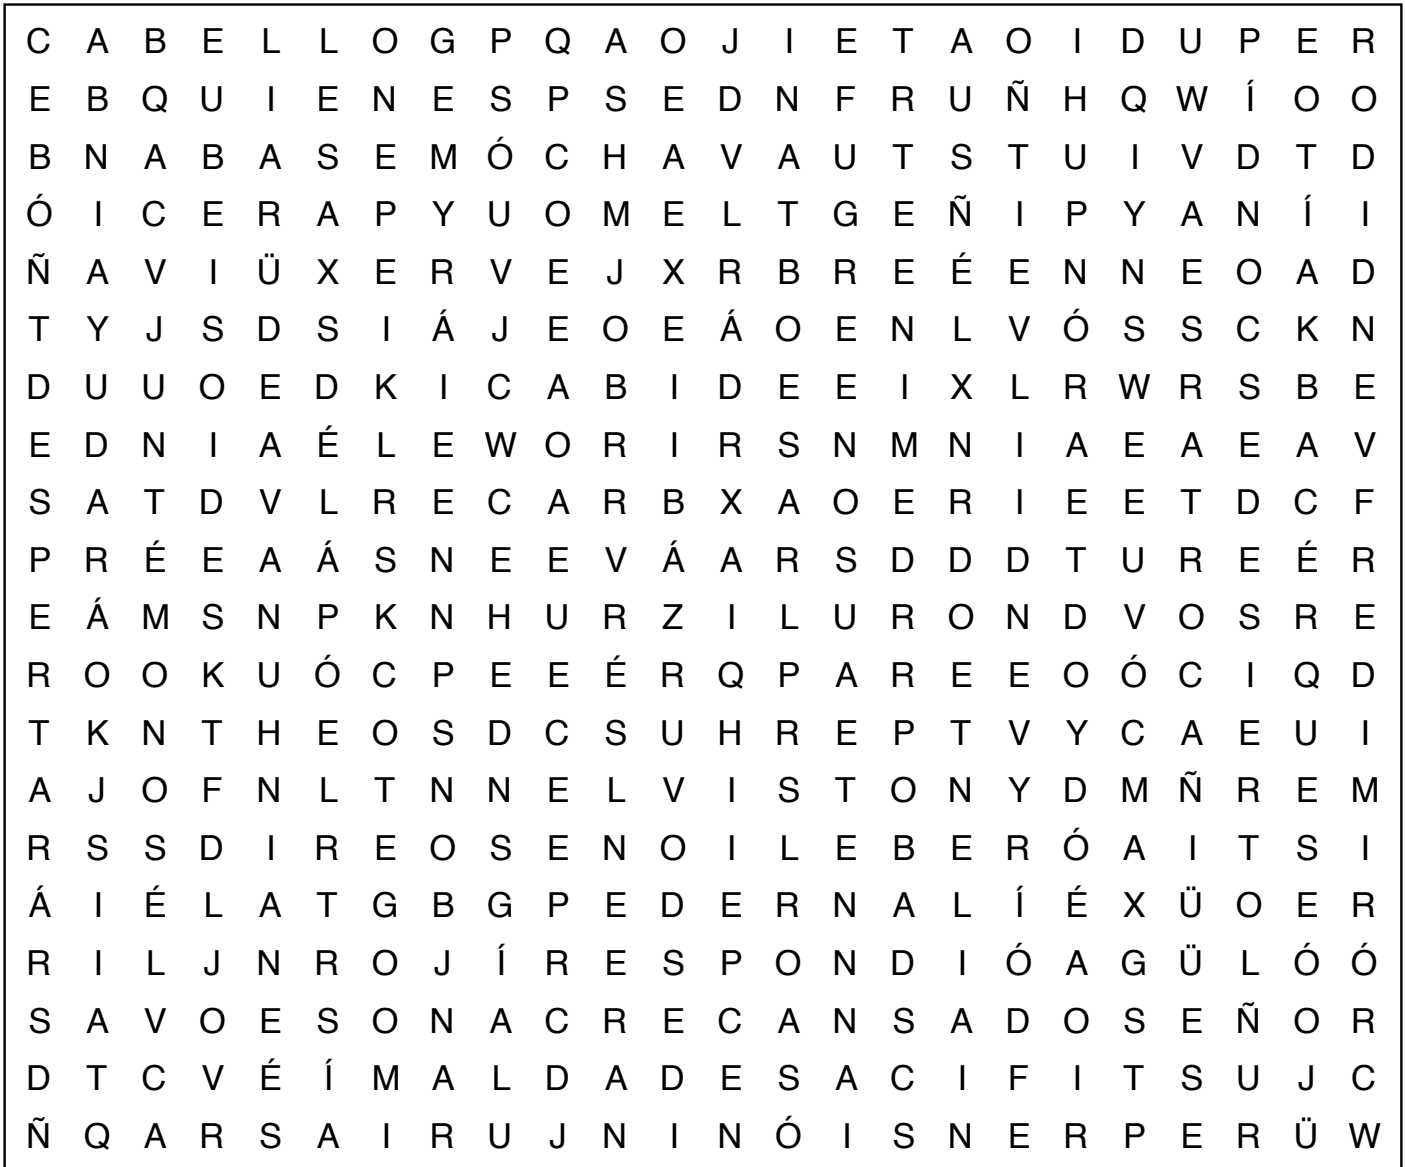 C A B E L L O G P Q A O J I E T A O I D U P E R
E B Q U I E N E S P S E D N F R U Ñ H Q W Í O O
B N A B A S E M Ó C H A V A U T S T U I V D T D
Ó I C E R A P Y U O M E L T G E Ñ I P Y A N Í I
Ñ A V I Ü X E R V E J X R B R E É E N N E O A D
T Y J S D S I Á J E O E Á O E N L V Ó S S C K N
D U U O E D K I C A B I D E E I X L R W R S B E
E D N I A É L E W O R I R S N M N I A E A E A V
S A T D V L R E C A R B X A O E R I E E T D C F
P R É E A Á S N E E V Á A R S D D D T U R E É R
E Á M S N P K N H U R Z I L U R O N D V O S R E
R O O K U Ó C P E E É R Q P A R E E O Ó C I Q D
T K N T H E O S D C S U H R E P T V Y C A E U I
A J O F N L T N N E L V I S T O N Y D M Ñ R E M
R S S D I R E O S E N O I L E B E R Ó A I T S I
Á I É L A T G B G P E D E R N A L Í É X Ü O E R
R I L J N R O J Í R E S P O N D I Ó A G Ü L Ó Ó
S A V O E S O N A C R E C A N S A D O S E Ñ O R
D T C V É Í M A L D A D E S A C I F I T S U J C
Ñ Q A R S A I R U J N I N Ó I S N E R P E R Ü W